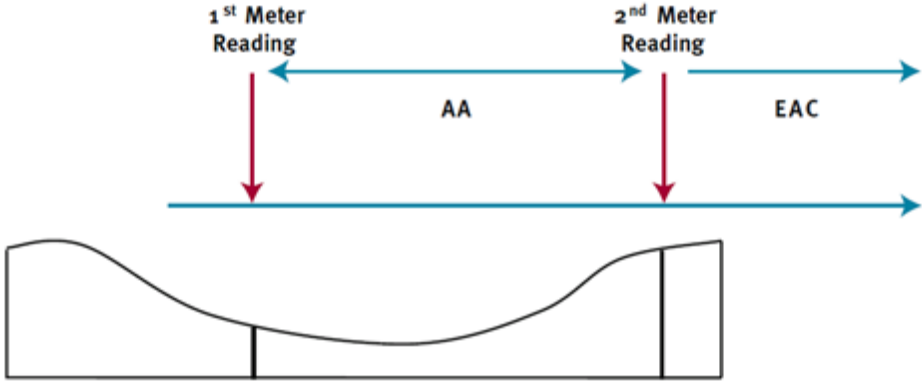 1st Meter
Reading
2nd Meter
Reading
AA
EAC